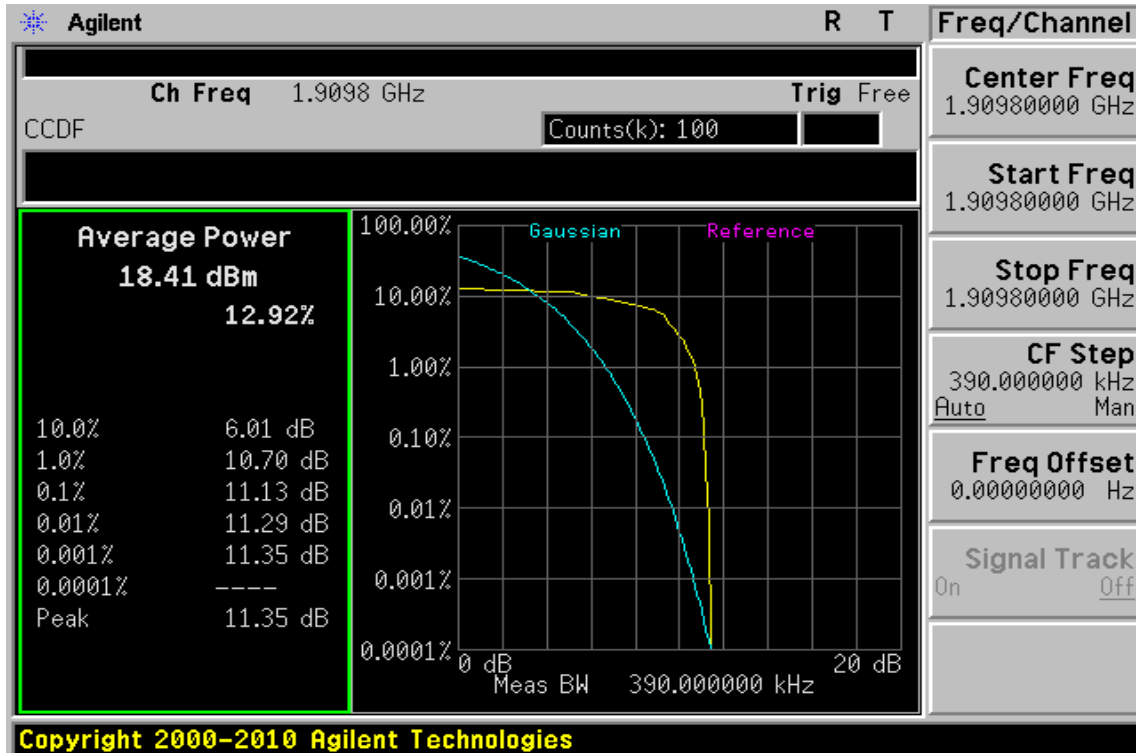 Agilent R T Freq/Channel
Ch Freq 1.9098 GHz Trig Free
CCDF Counts(k): 100
Average Power
18.41 dBm
12.92%
10.0% 6.01 dB
1.0% 10.70 dB
0.1% 11.13 dB
0.01% 11.29 dB
0.001% 11.35 dB
0.0001% ----
Peak 11.35 dB
Gaussian Reference
100.00%
10.00%
1.00%
0.10%
0.01%
0.001%
0.0001%
0 dB 20 dB
Meas BW 390.000000 kHz
Center Freq
1.90980000 GHz
Start Freq
1.90980000 GHz
Stop Freq
1.90980000 GHz
CF Step
390.000000 kHz
Auto Man
Freq Offset
0.00000000 Hz
Signal Track
On Off
Copyright 2000-2010 Agilent Technologies